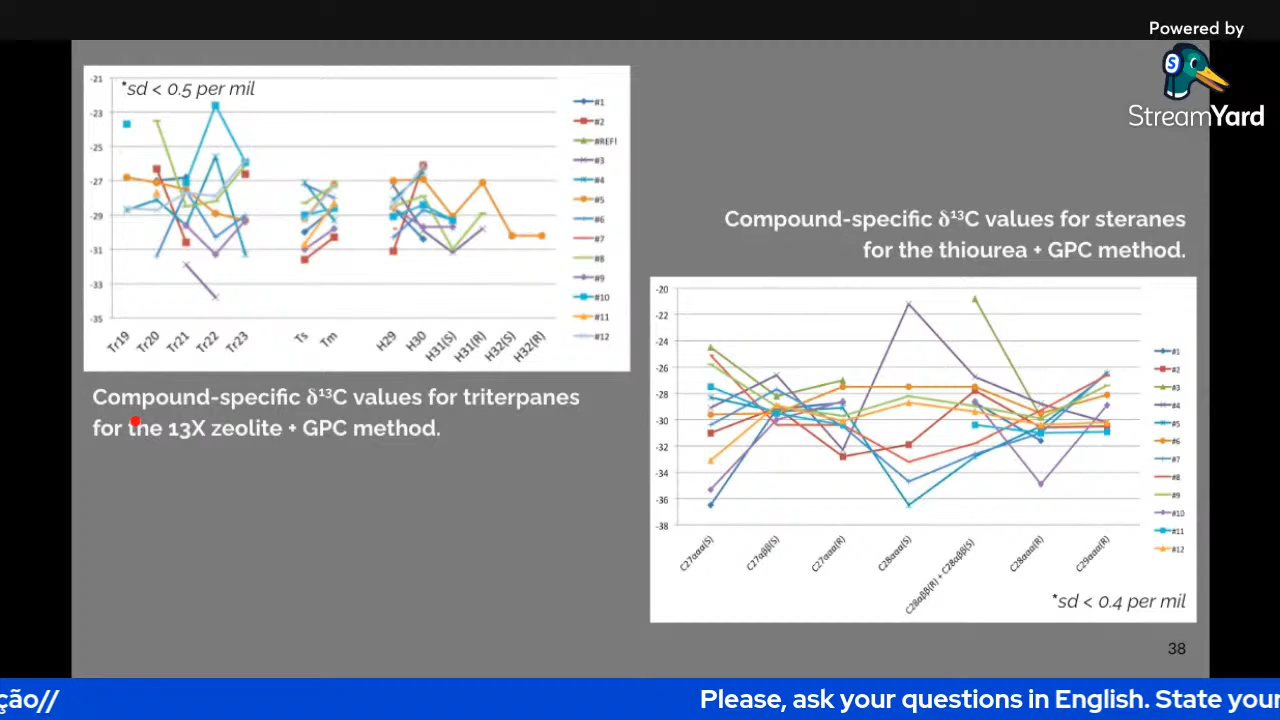 Powered by
StreamYard
*sd < 0.5 per mil
-21
-23
-25
-27
-29
-31
-33
-35
Tr19
Tr20
Tr21
Tr22
Tr23
Ts
Tm
H29
H30
H31(S)
H31(R)
H32(S)
H32(R)
#1
#2
#REF!
#3
#4
#5
#6
#7
#8
#9
#10
#11
#12
Compound-specific δ¹³C values for triterpanes
for the 13X zeolite + GPC method.
Compound-specific δ¹³C values for steranes
for the thiourea + GPC method.
-20
-22
-24
-26
-28
-30
-32
-34
-36
-38
C27ααα(S)
C27αββ(S)
C27ααα(R)
C28ααα(S)
C28αββ(R) + C28αββ(S)
C28ααα(R)
C29ααα(R)
#1
#2
#3
#4
#5
#6
#7
#8
#9
#10
#11
#12
*sd < 0.4 per mil
38
ção// Please, ask your questions in English. State your